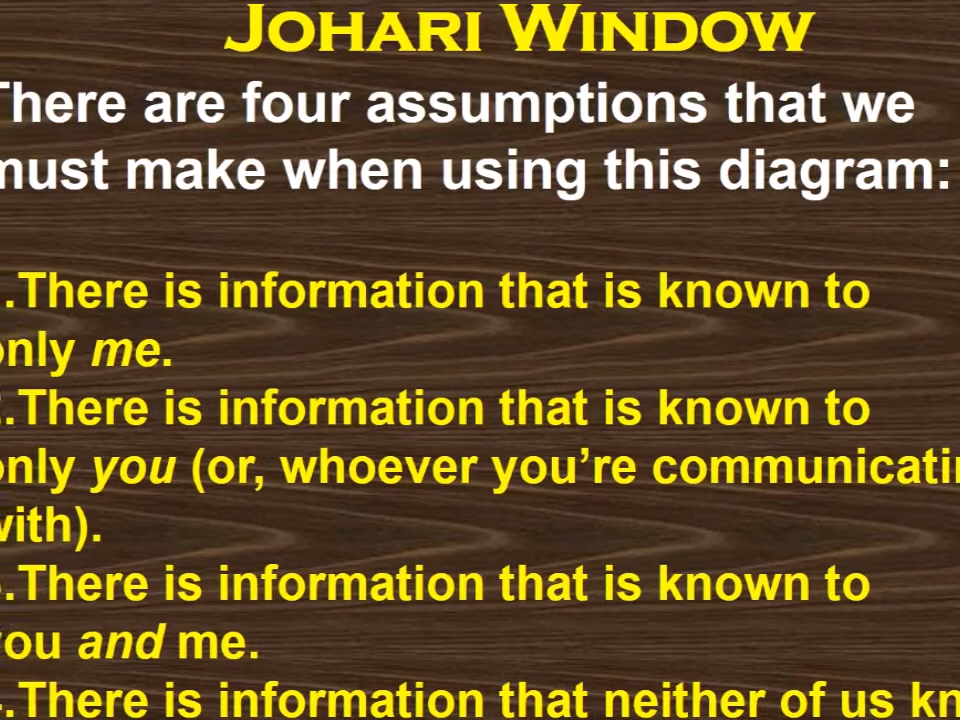 JOHARI WINDOW
There are four assumptions that we
must make when using this diagram:
.There is information that is known to
only me.
.There is information that is known to
only you (or, whoever you’re communicatin
with).
.There is information that is known to
you and me.
.There is information that neither of us kn